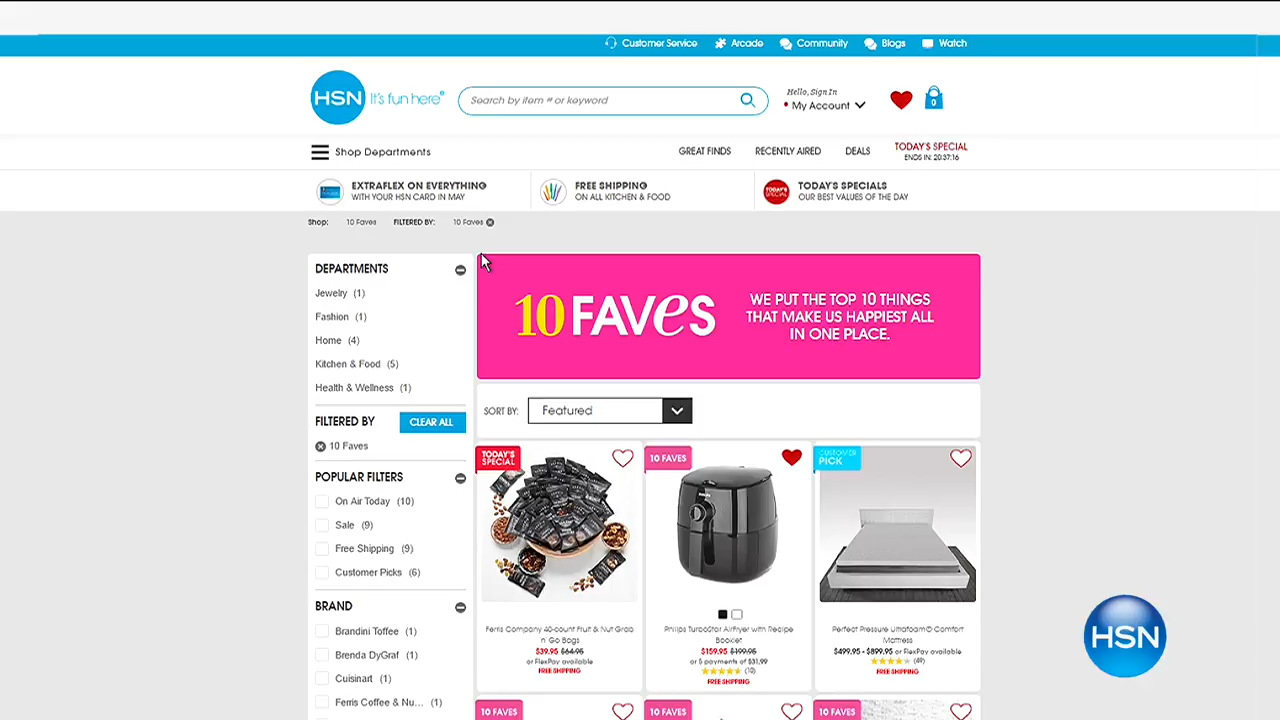 Customer Service
Arcade
Community
Blogs
Watch
HSN It's fun here®
Search by item # or keyword
Hello, Sign In
My Account
0
Shop Departments
GREAT FINDS
RECENTLY AIRED
DEALS
TODAY'S SPECIAL
ENDS IN: 20:37:16
EXTRAFLEX ON EVERYTHING
WITH YOUR HSN CARD IN MAY
FREE SHIPPING
ON ALL KITCHEN & FOOD
TODAY'S SPECIAL
TODAY'S SPECIALS
OUR BEST VALUES OF THE DAY
Shop: 10 Faves FILTERED BY: 10 Faves
DEPARTMENTS
Jewelry (1)
Fashion (1)
Home (4)
Kitchen & Food (5)
Health & Wellness (1)
FILTERED BY
CLEAR ALL
10 Faves
POPULAR FILTERS
On Air Today (10)
Sale (9)
Free Shipping (9)
Customer Picks (6)
BRAND
Brandini Toffee (1)
Brenda DyGraf (1)
Cuisinart (1)
Ferris Coffee & Nu... (1)
10 FAVES
WE PUT THE TOP 10 THINGS
THAT MAKE US HAPPIEST ALL
IN ONE PLACE.
SORT BY: Featured
TODAY'S
SPECIAL
Ferris Company 40-count Fruit & Nut Grab
n' Go Bags
$39.95 $64.95
or FlexPay available
FREE SHIPPING
10 FAVES
PHILIPS
Philips TurboStar AirFryer with Recipe
Booklet
$159.95 $199.95
or 5 payments of $31.99
(10)
FREE SHIPPING
CUSTOMER
PICK
Perfect Pressure Ultrafoam© Comfort
Mattress
$499.95 - $899.95 or FlexPay available
(49)
FREE SHIPPING
10 FAVES
10 FAVES
10 FAVES
HSN